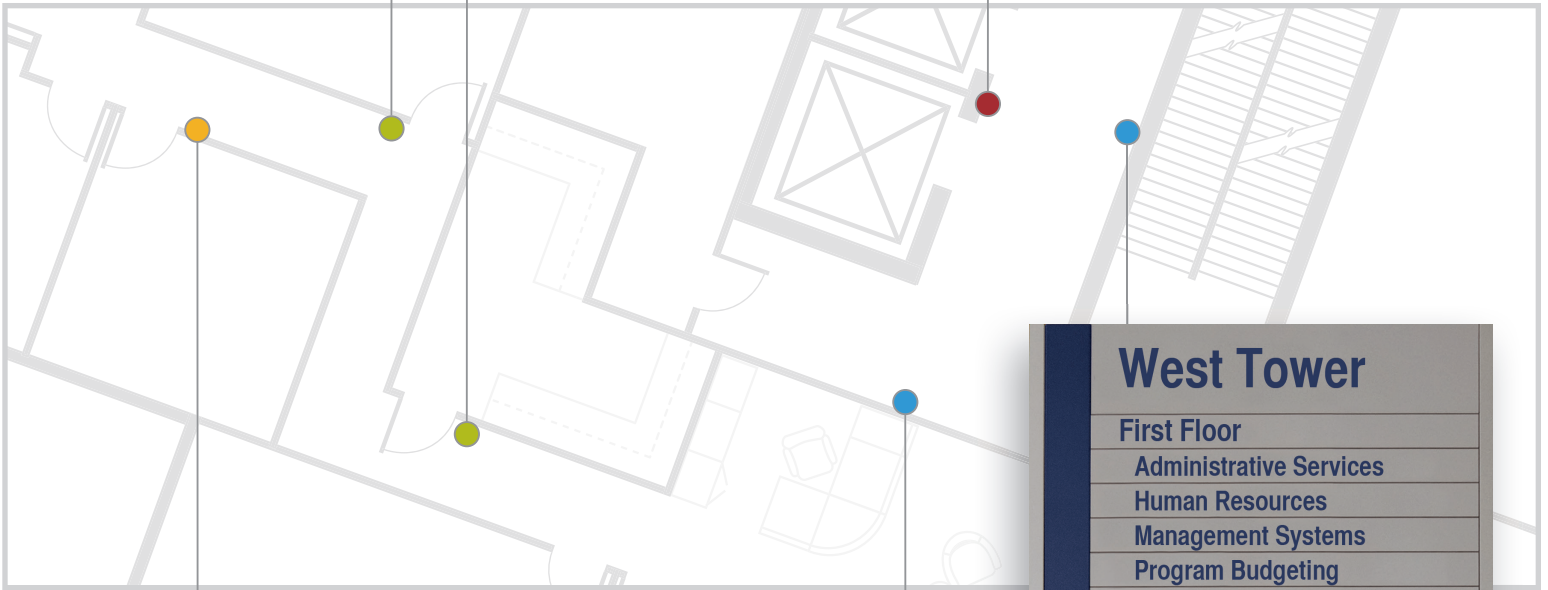 West Tower
First Floor
Administrative Services
Human Resources
Management Systems
Program Budgeting